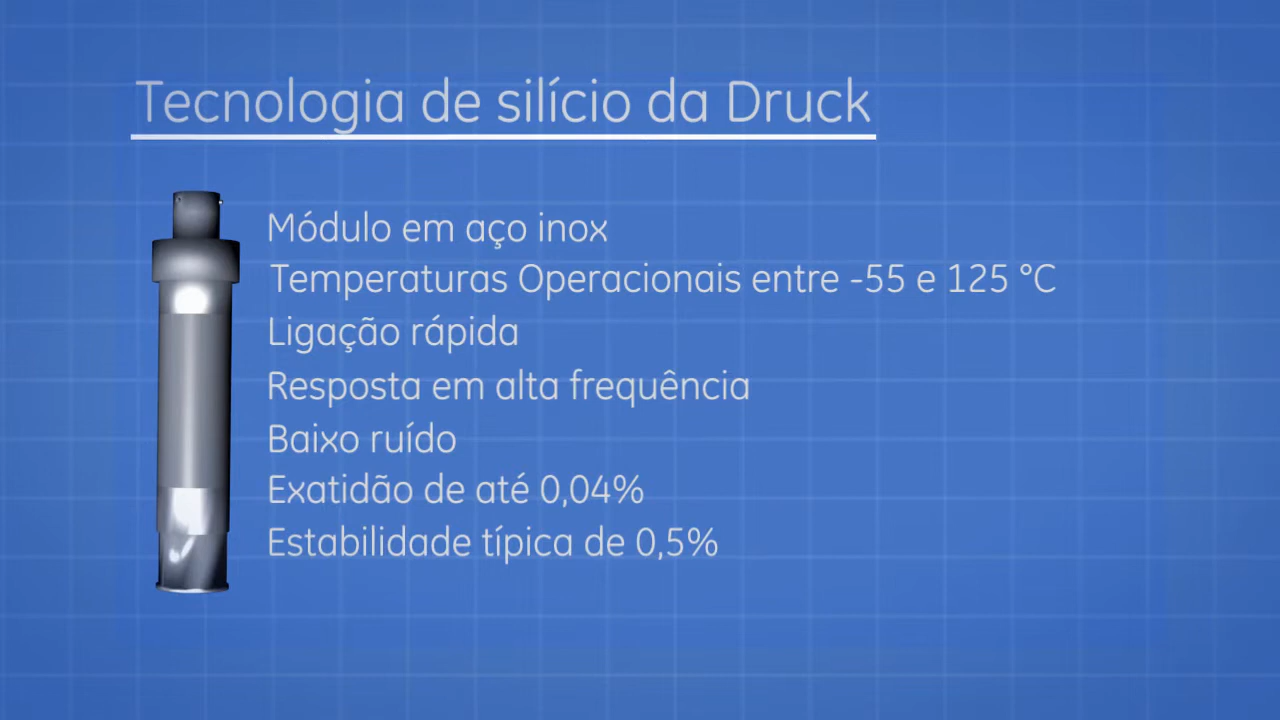 Tecnologia de silício da Druck
Módulo em aço inox
Temperaturas Operacionais entre -55 e 125 °C
Ligação rápida
Resposta em alta frequência
Baixo ruído
Exatidão de até 0,04%
Estabilidade típica de 0,5%